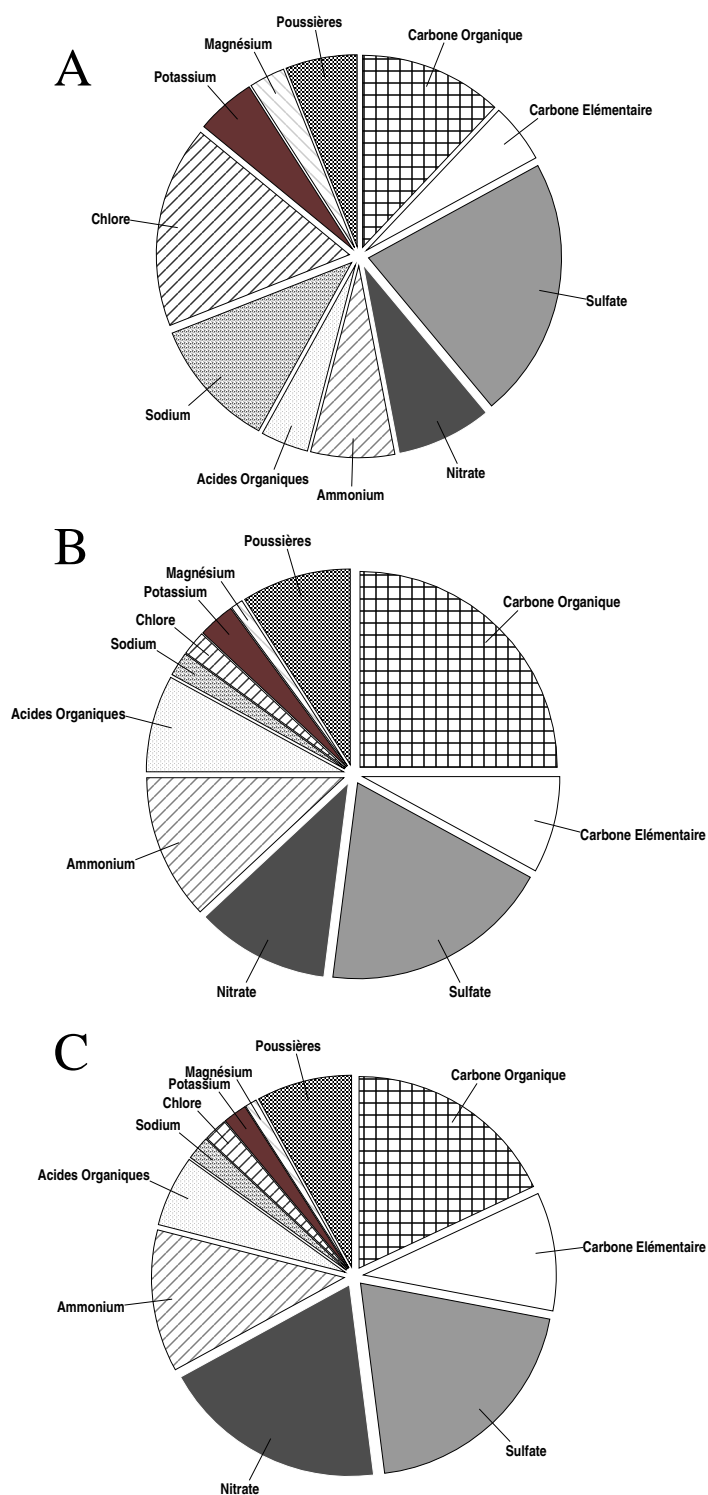 A
Poussières
Carbone Organique
Magnésium
Potassium
Carbone Elémentaire
Chlore
Sulfate
Sodium
Acides Organiques
Nitrate
Ammonium
B
Poussières
Magnésium
Potassium
Carbone Organique
Chlore
Sodium
Acides Organiques
Carbone Elémentaire
Ammonium
Nitrate
Sulfate
C
Poussières
Magnésium
Carbone Organique
Potassium
Chlore
Sodium
Acides Organiques
Carbone Elémentaire
Ammonium
Sulfate
Nitrate